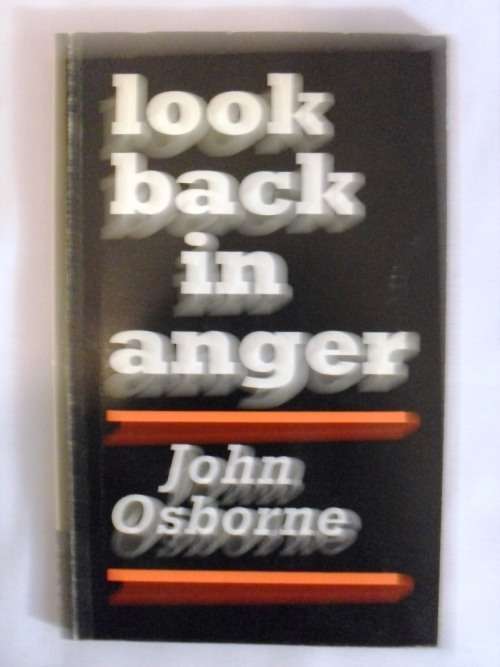 look
back
in
anger
John
Osborne